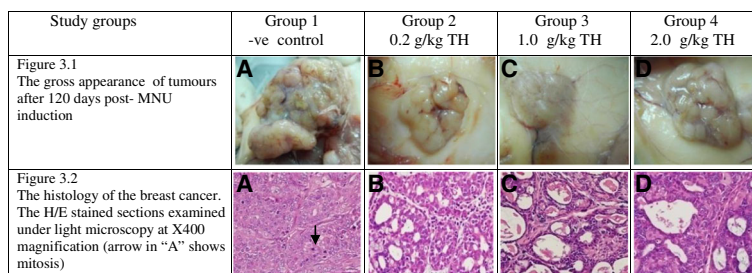 Study groups
Group 1
-ve control
Group 2
0.2 g/kg TH
Group 3
1.0 g/kg TH
Group 4
2.0 g/kg TH
Figure 3.1
The gross appearance of tumours
after 120 days post- MNU
induction
A
B
C
D
Figure 3.2
The histology of the breast cancer.
The H/E stained sections examined
under light microscopy at X400
magnification (arrow in “A” shows
mitosis)
A
B
C
D